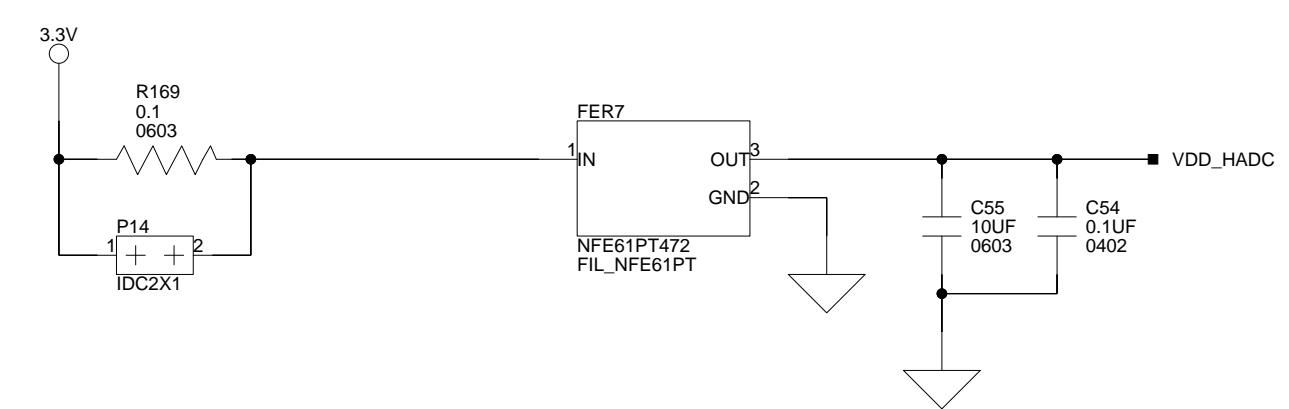 3.3V
R169
0.1
0603
P14
1
2
IDC2X1
FER7
1
IN
OUT
3
GND
2
NFE61PT472
FIL_NFE61PT
VDD_HADC
C55
10UF
0603
C54
0.1UF
0402